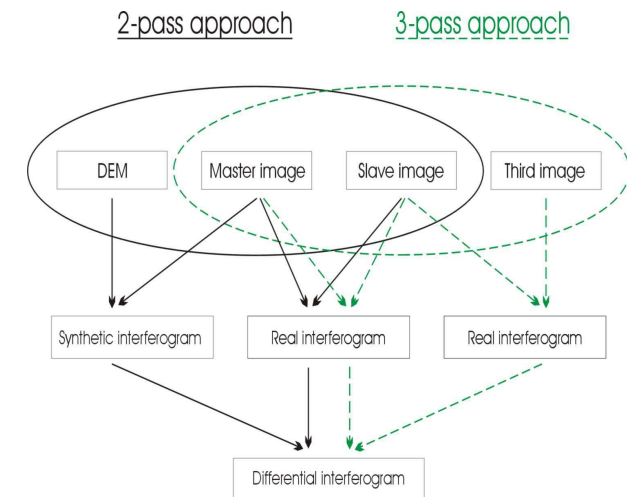 2-pass approach
3-pass approach
DEM
Master image
Slave image
Third image
Synthetic interferogram
Real interferogram
Real interferogram
Differential interferogram